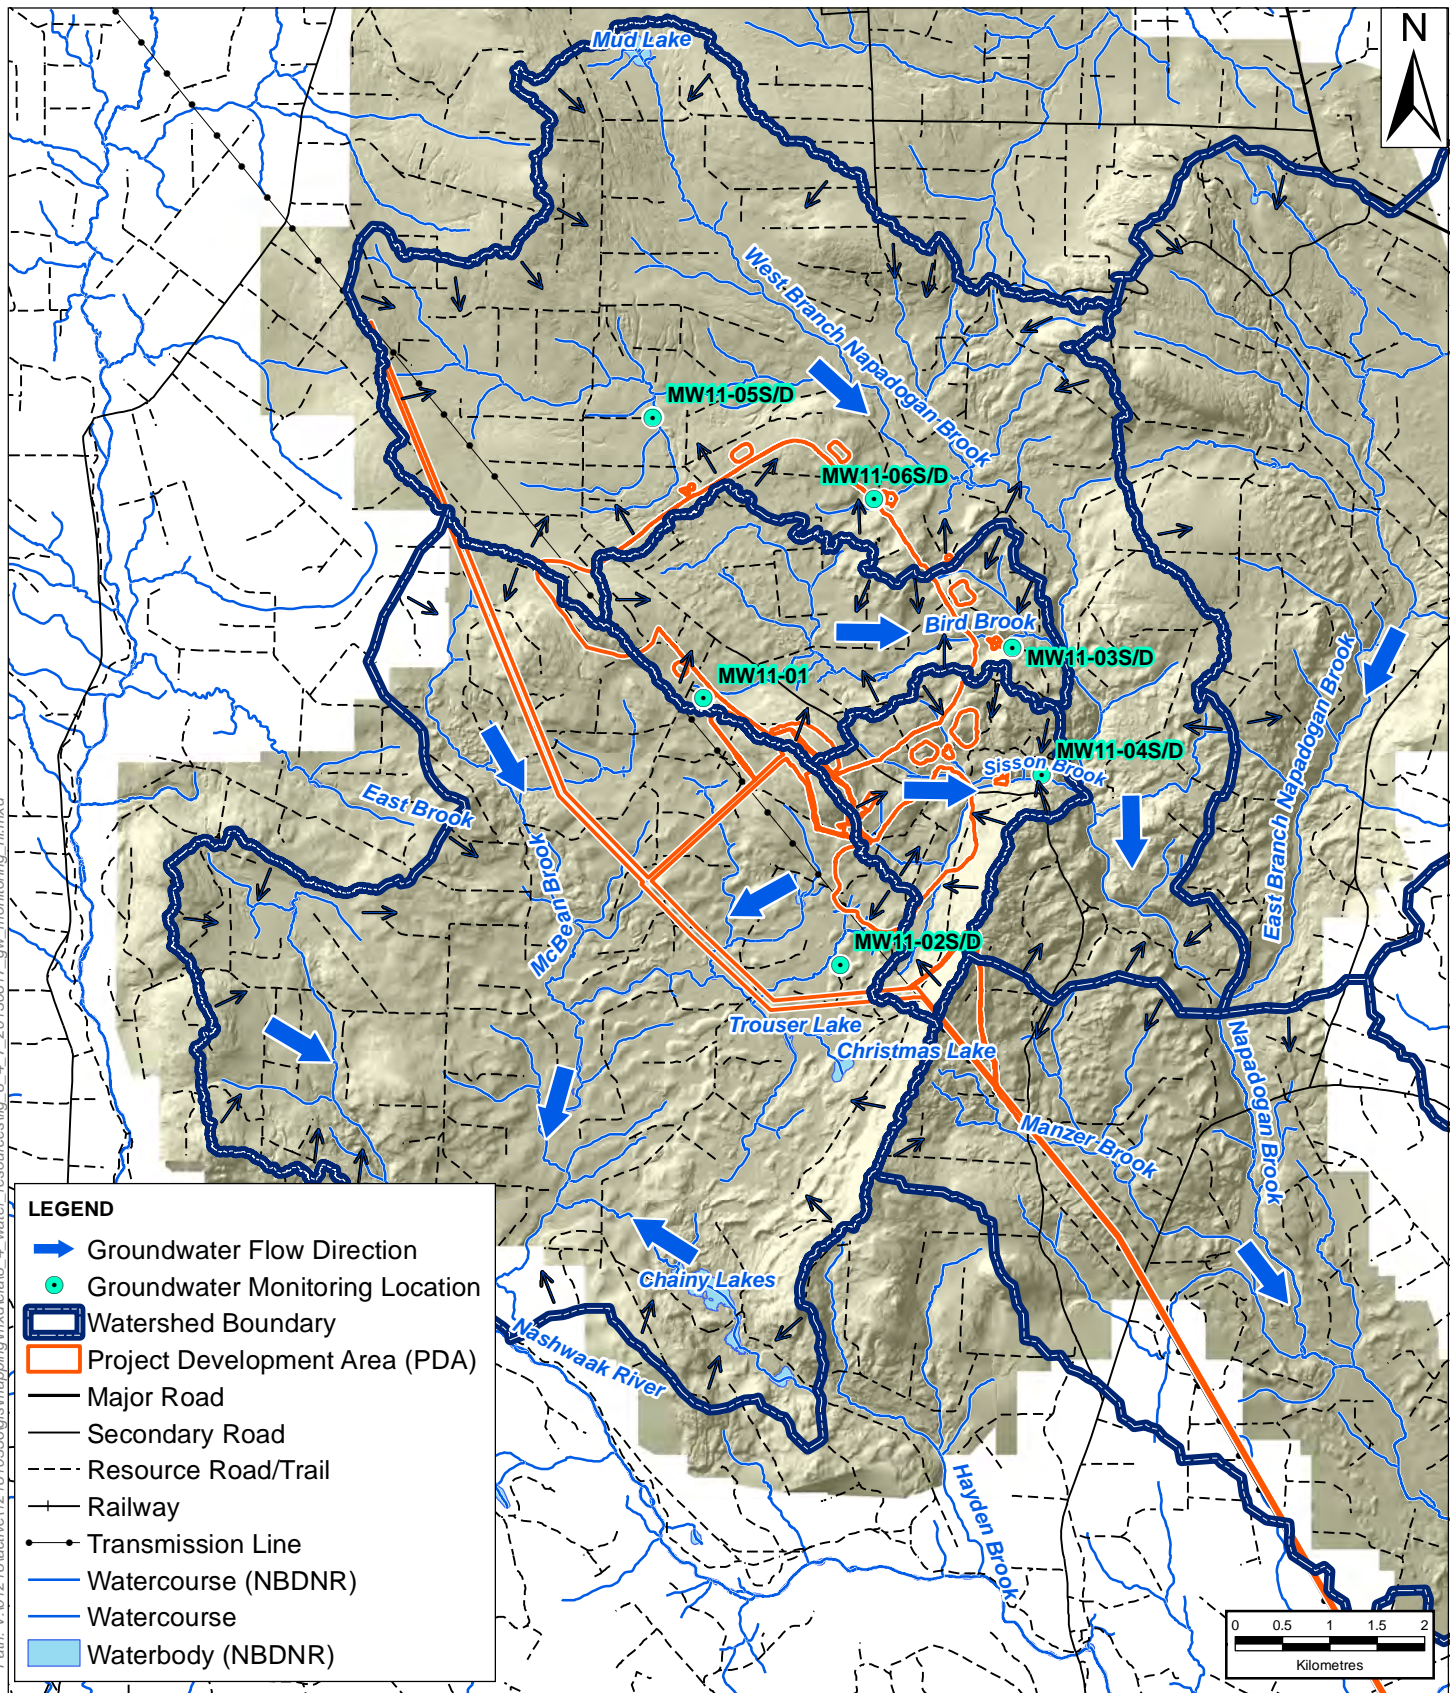 Mud Lake
N
West Branch Napadogan Brook
MW11-05S/D
MW11-06S/D
Bird Brook
MW11-03S/D
MW11-01
MW11-04S/D
Sisson Brook
East Branch Napadogan Brook
East Brook
McBean Brook
MW11-02S/D
Trouser Lake
Christmas Lake
Napadogan Brook
Manzer Brook
Chainy Lakes
Nashwaak River
Hayden Brook
LEGEND
Groundwater Flow Direction
Groundwater Monitoring Location
Watershed Boundary
Project Development Area (PDA)
Major Road
Secondary Road
Resource Road/Trail
Railway
Transmission Line
Watercourse (NBDNR)
Watercourse
Waterbody (NBDNR)
0 0.5 1 1.5 2
Kilometres